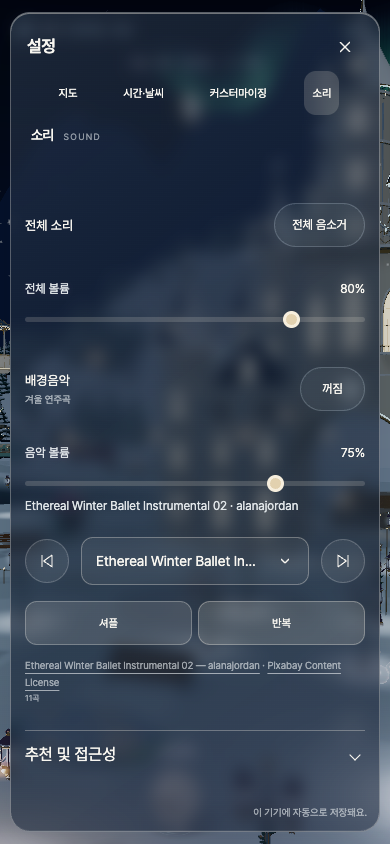 설정
지도 시간·날씨 커스터마이징 소리
소리 SOUND
전체 소리 전체 음소거
전체 볼륨 80%
배경음악 꺼짐
겨울 연주곡
음악 볼륨 75%
Ethereal Winter Ballet Instrumental 02 · alanajordan
Ethereal Winter Ballet In...
셔플 반복
Ethereal Winter Ballet Instrumental 02 — alanajordan · Pixabay Content
License
11곡
추천 및 접근성
이 기기에 자동으로 저장돼요.